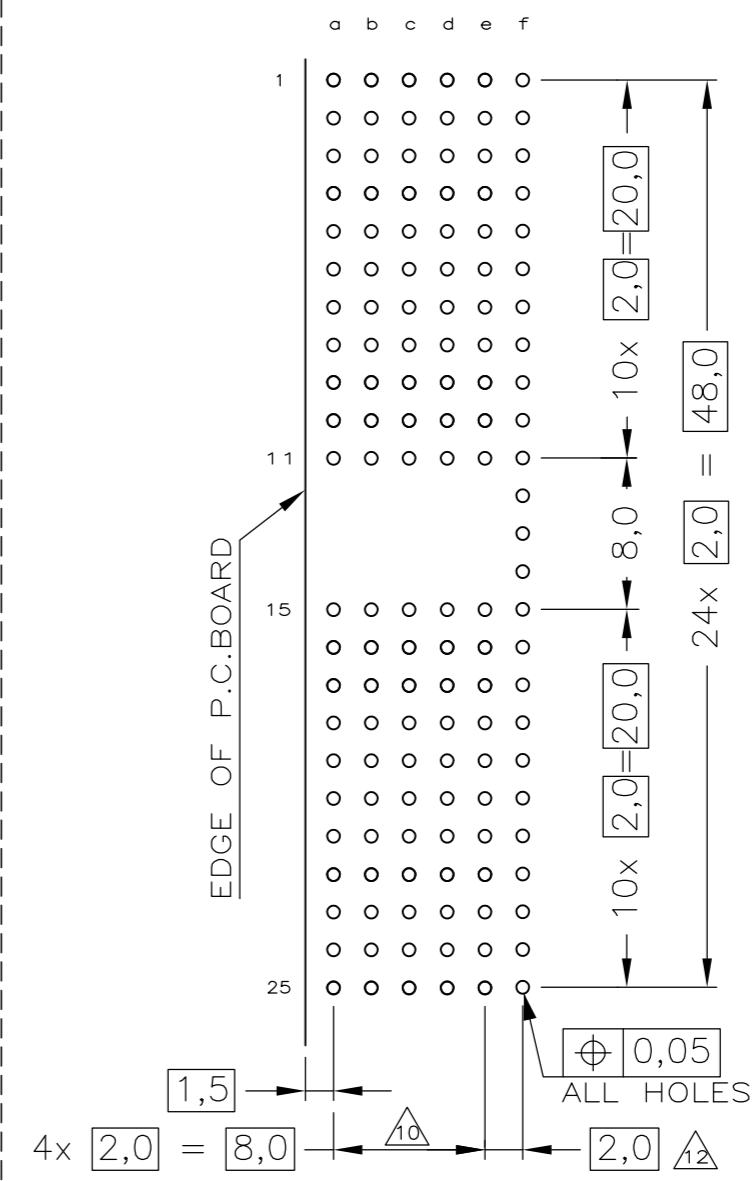 a b c d e f
1
10x 2,0=20,0
24x 2,0 = 48,0
11
8,0
EDGE OF P.C.BOARD
15
10x 2,0=20,0
25
⌖ 0,05
ALL HOLES
1,5
4x 2,0 = 8,0
10
2,0
12